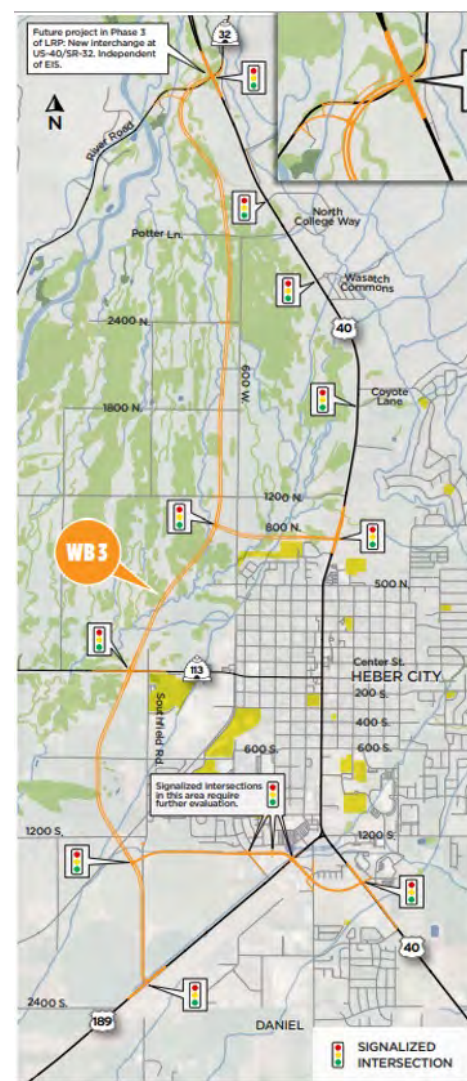 Future project in Phase 3
of LRP: New interchange at
US-40/SR-32. Independent
of EIS.
32
N
River Road
North
College Way
Potter Ln.
Wasatch
Commons
2400 N.
40
600 W.
Coyote
Lane
1800 N.
1200 N.
800 N.
WB3
500 N.
Center St.
HEBER CITY
113
200 S.
Southfield Rd.
400 S.
600 S.
600 S.
Signalized intersections
in this area require
further evaluation.
1200 S.
1200 S.
40
2400 S.
189
DANIEL
SIGNALIZED
INTERSECTION